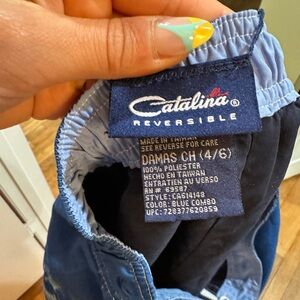 Catalina®
REVERSIBLE
MADE IN TAIWAN
SEE REVERSE FOR CARE
DAMAS CH (4/6)
100% POLIESTER
HECHO EN TAIWAN
ENTRETIEN AU VERSO
RN# 69587
STYLE: CA614148
COLOR: BLUE COMBO
UPC: 728377620859